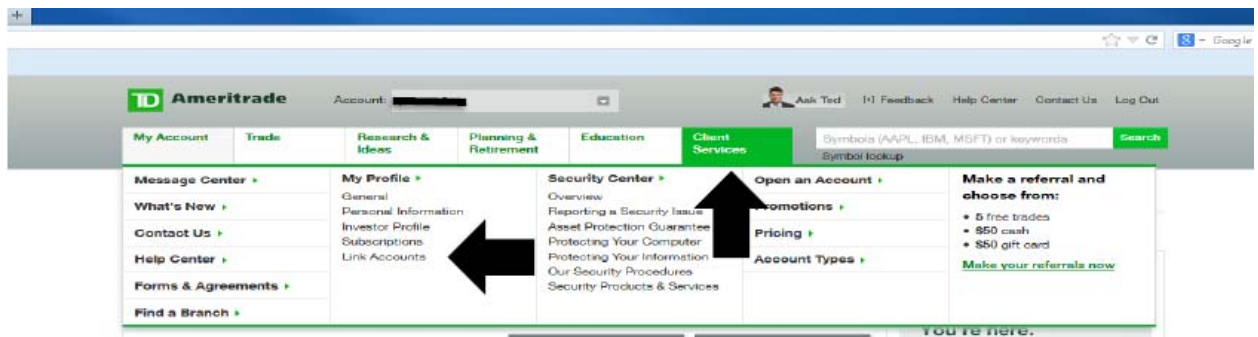 +
8 - Google
TD Ameritrade
Account:
Ask Ted [+] Feedback Help Center Contact Us Log Out
My Account Trade Research & Ideas Planning & Retirement Education Client Services
Symbols (AAPL, IBM, MSFT) or keywords Search
Symbol lookup
Message Center
What's New
Contact Us
Help Center
Forms & Agreements
Find a Branch
My Profile
General
Personal Information
Investor Profile
Subscriptions
Link Accounts
Security Center
Overview
Reporting a Security Issue
Asset Protection Guarantee
Protecting Your Computer
Protecting Your Information
Our Security Procedures
Security Products & Services
Open an Account
Promotions
Pricing
Account Types
Make a referral and
choose from:
• 5 free trades
• $50 cash
• $50 gift card
Make your referrals now
You're here.